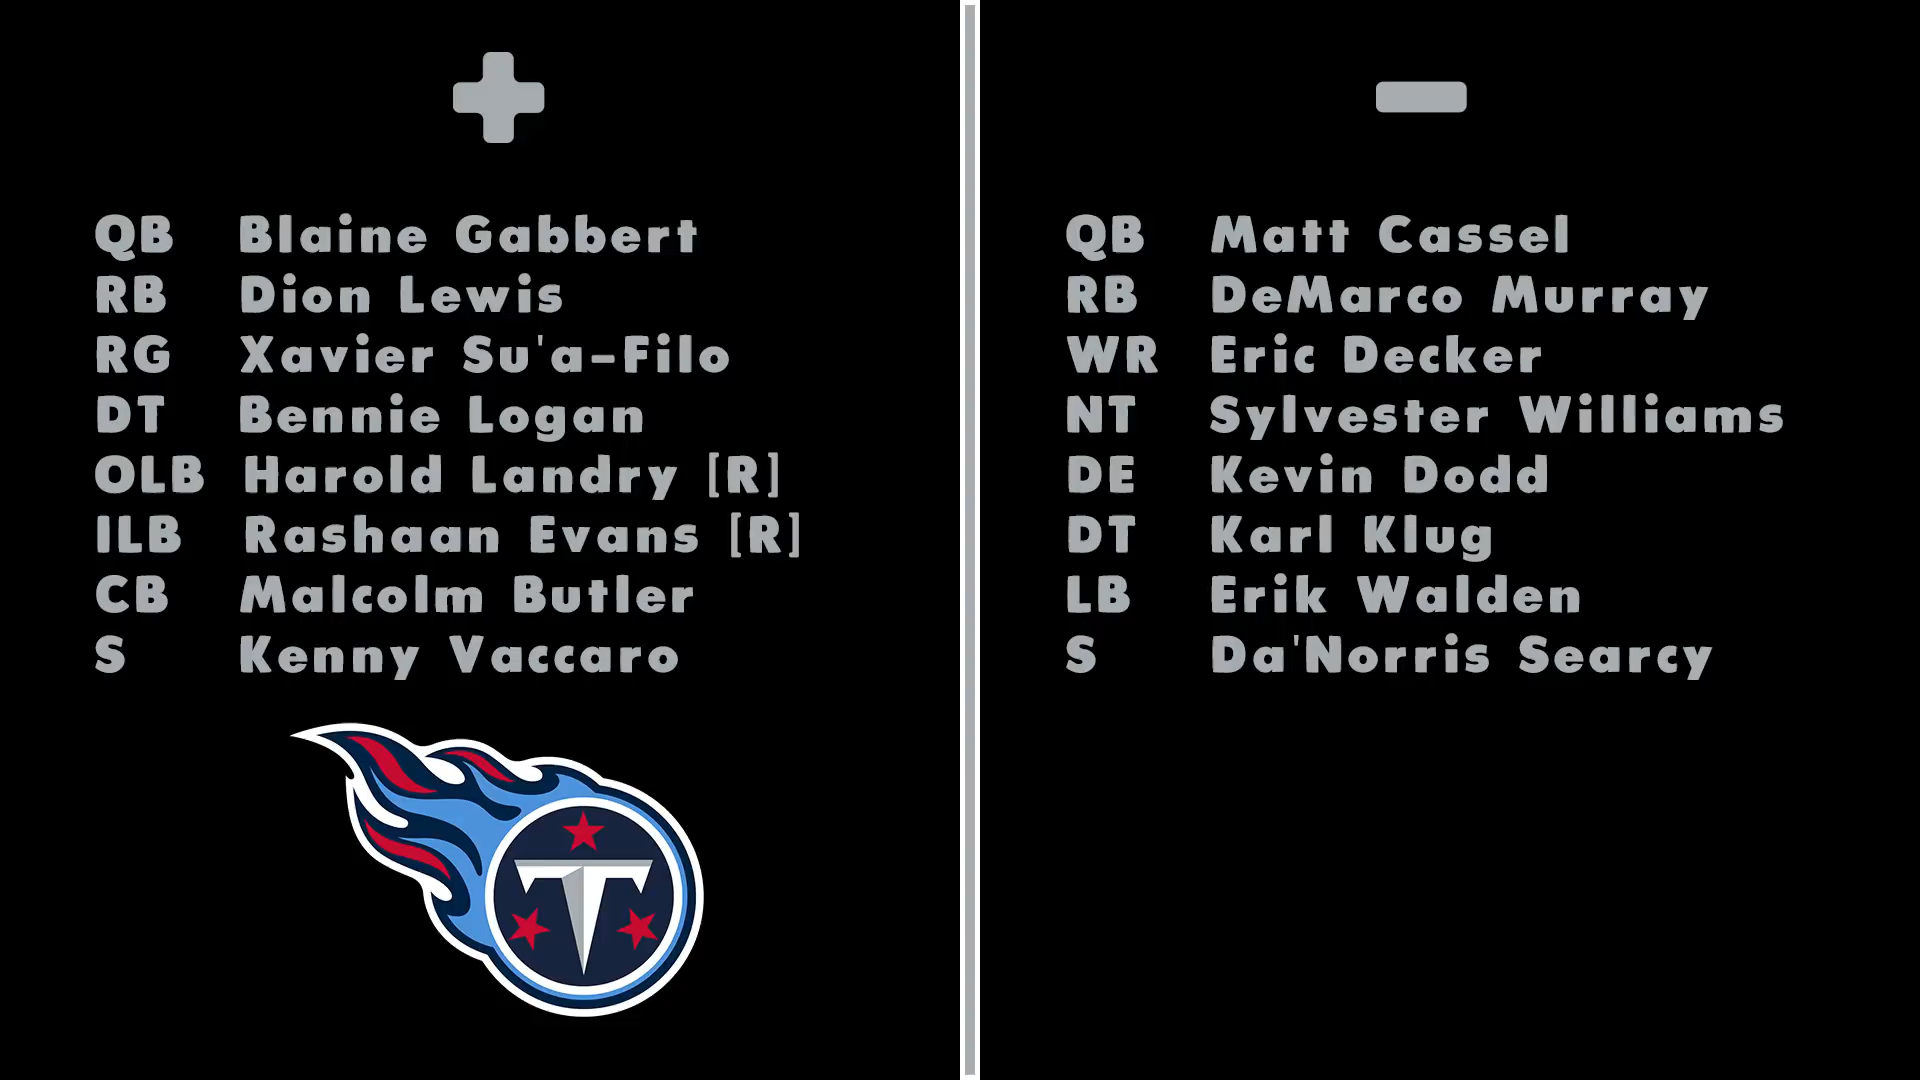 QB Blaine Gabbert
RB Dion Lewis
RG Xavier Su'a-Filo
DT Bennie Logan
OLB Harold Landry [R]
ILB Rashaan Evans [R]
CB Malcolm Butler
S Kenny Vaccaro
T
QB Matt Cassel
RB DeMarco Murray
WR Eric Decker
NT Sylvester Williams
DE Kevin Dodd
DT Karl Klug
LB Erik Walden
S Da'Norris Searcy